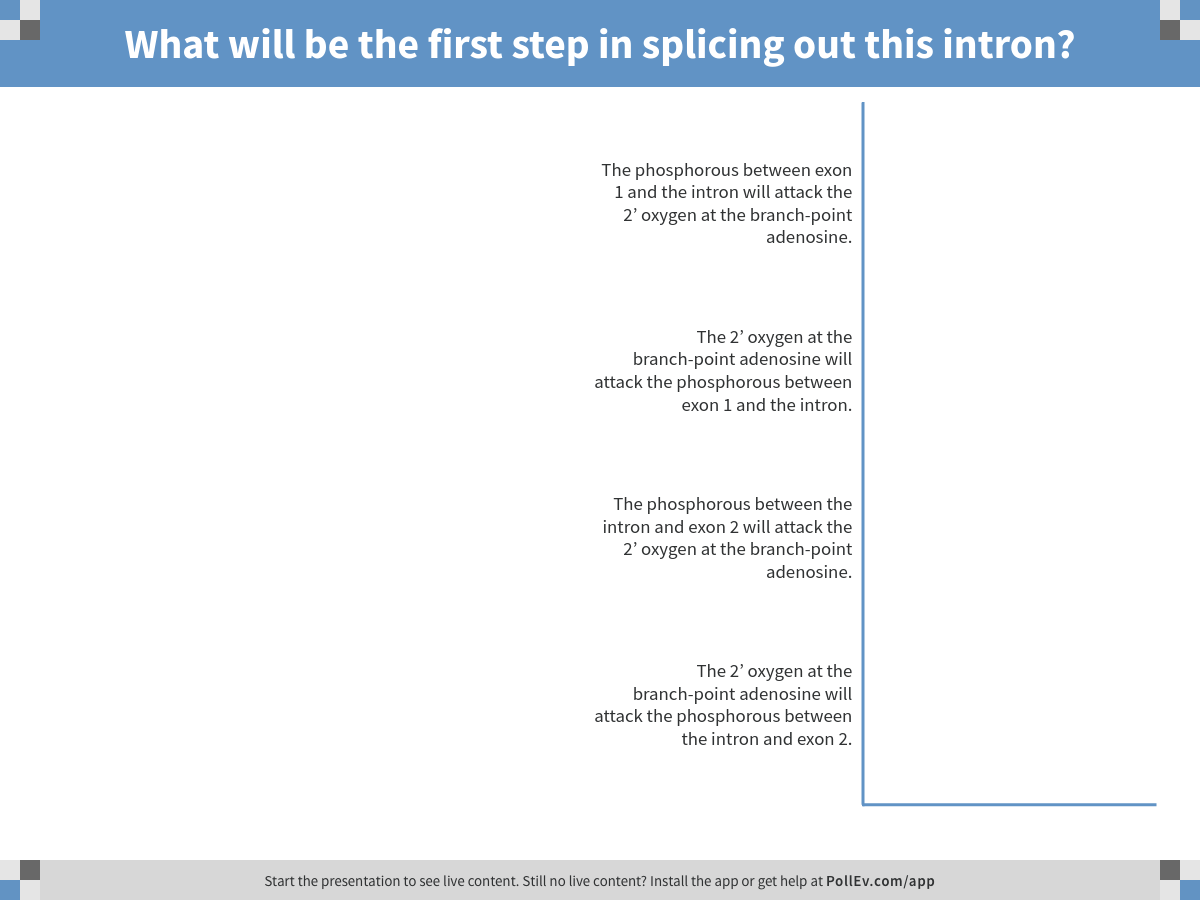 What will be the first step in splicing out this intron?
The phosphorous between exon
1 and the intron will attack the
2’ oxygen at the branch-point
adenosine.
The 2’ oxygen at the
branch-point adenosine will
attack the phosphorous between
exon 1 and the intron.
The phosphorous between the
intron and exon 2 will attack the
2’ oxygen at the branch-point
adenosine.
The 2’ oxygen at the
branch-point adenosine will
attack the phosphorous between
the intron and exon 2.
Start the presentation to see live content. Still no live content? Install the app or get help at PollEv.com/app